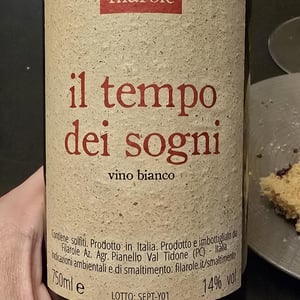 filarole
il tempo
dei sogni
vino bianco
Contiene solfiti. Prodotto in Italia. Prodotto e imbottigliato da
Filarole Az. Agr. Pianello Val Tidone (PC) - Italia
Indicazioni ambientali e di smaltimento: filarole.it/smaltimento
750ml e
14% vol
LOTTO: SEPT-Y01